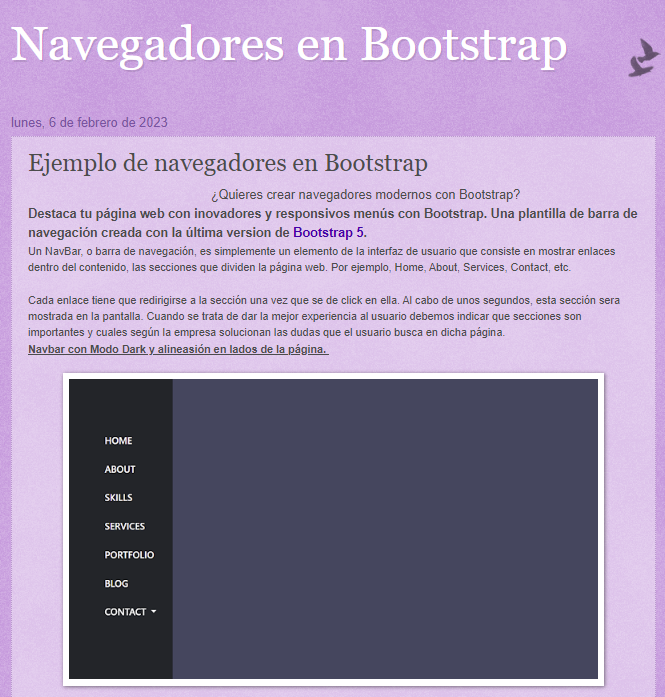 Navegadores en Bootstrap
lunes, 6 de febrero de 2023
Ejemplo de navegadores en Bootstrap
¿Quieres crear navegadores modernos con Bootstrap?
Destaca tu página web con inovadores y responsivos menús con Bootstrap. Una plantilla de barra de
navegación creada con la última version de Bootstrap 5.
Un NavBar, o barra de navegación, es simplemente un elemento de la interfaz de usuario que consiste en mostrar enlaces
dentro del contenido, las secciones que dividen la página web. Por ejemplo, Home, About, Services, Contact, etc.
Cada enlace tiene que redirigirse a la sección una vez que se de click en ella. Al cabo de unos segundos, esta sección sera
mostrada en la pantalla. Cuando se trata de dar la mejor experiencia al usuario debemos indicar que secciones son
importantes y cuales según la empresa solucionan las dudas que el usuario busca en dicha página.
Navbar con Modo Dark y alineasión en lados de la página.
HOME
ABOUT
SKILLS
SERVICES
PORTFOLIO
BLOG
CONTACT